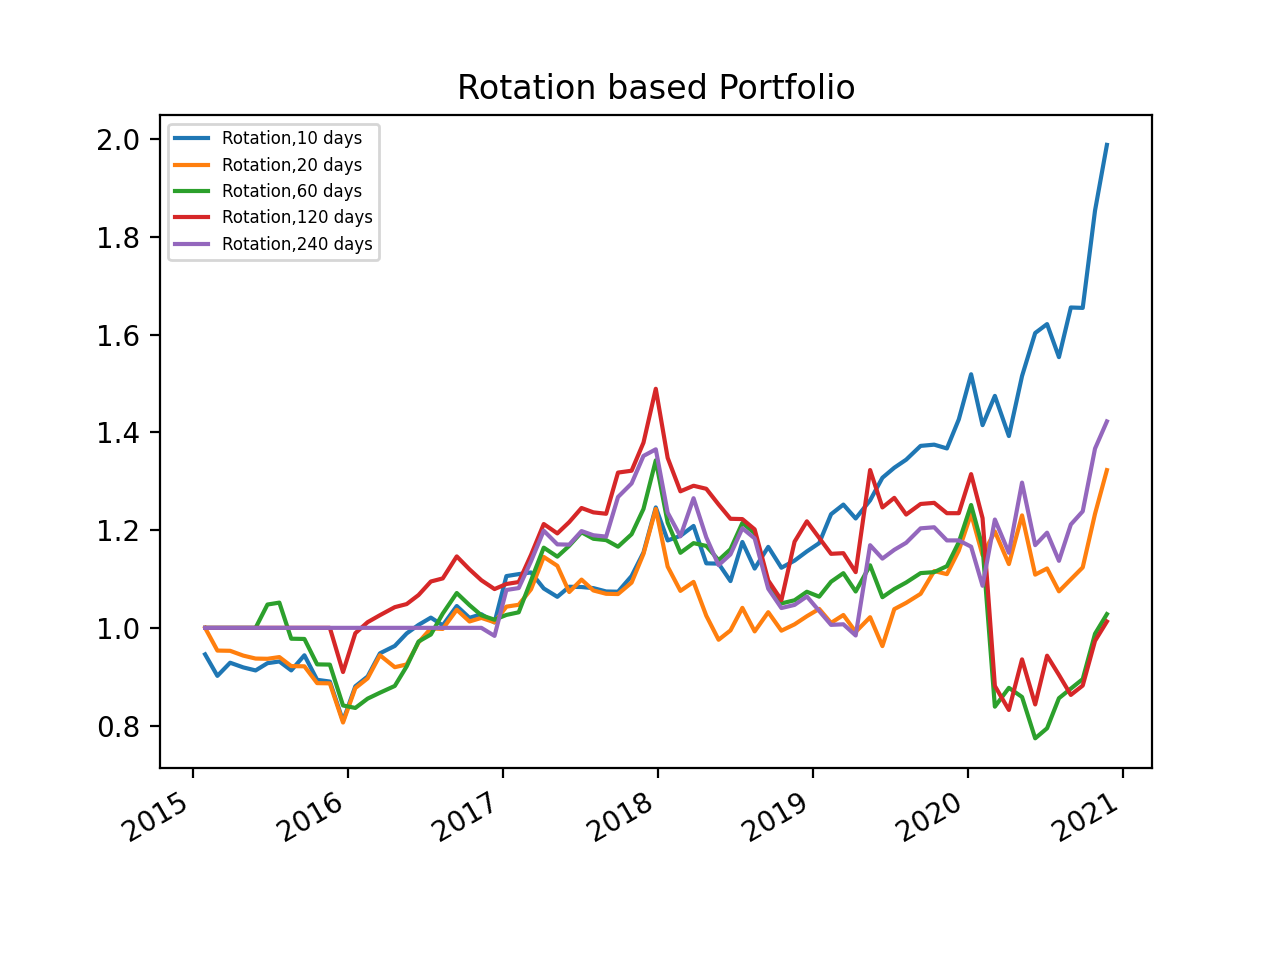 Rotation based Portfolio
Rotation,10 days
Rotation,20 days
Rotation,60 days
Rotation,120 days
Rotation,240 days
2.0
1.8
1.6
1.4
1.2
1.0
0.8
2015
2016
2017
2018
2019
2020
2021